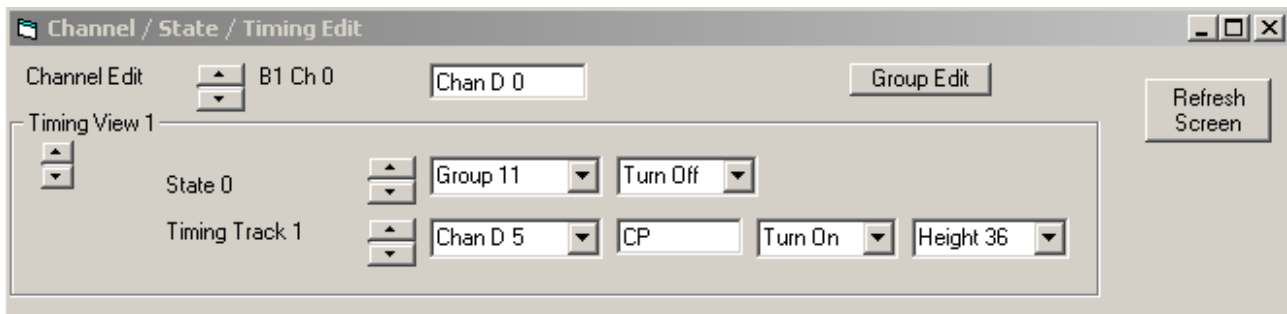 Channel / State / Timing Edit
Channel Edit B1 Ch 0 Chan D 0 Group Edit
Refresh
Screen
Timing View 1
State 0 Group 11 Turn Off
Timing Track 1 Chan D 5 CP Turn On Height 36